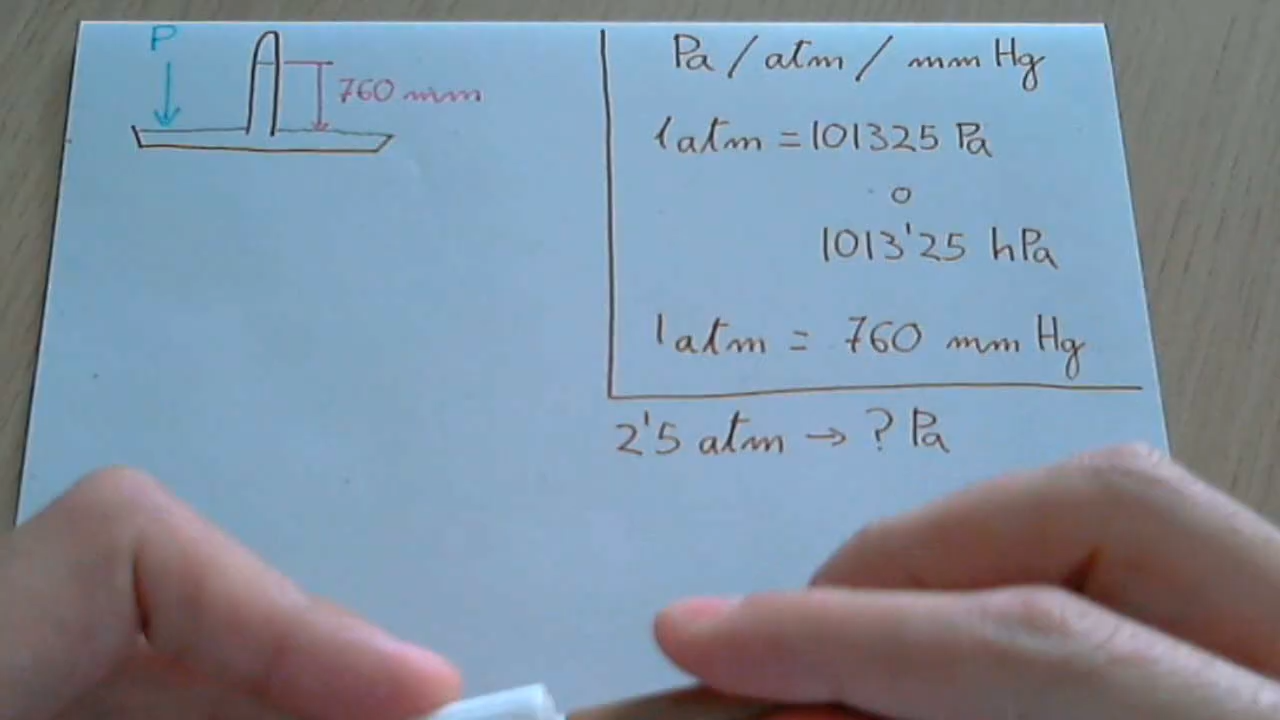 P
760 mm
Pa / atm / mm Hg
1 atm = 101325 Pa
o
1013'25 hPa
1 atm = 760 mm Hg
2'5 atm → ? Pa